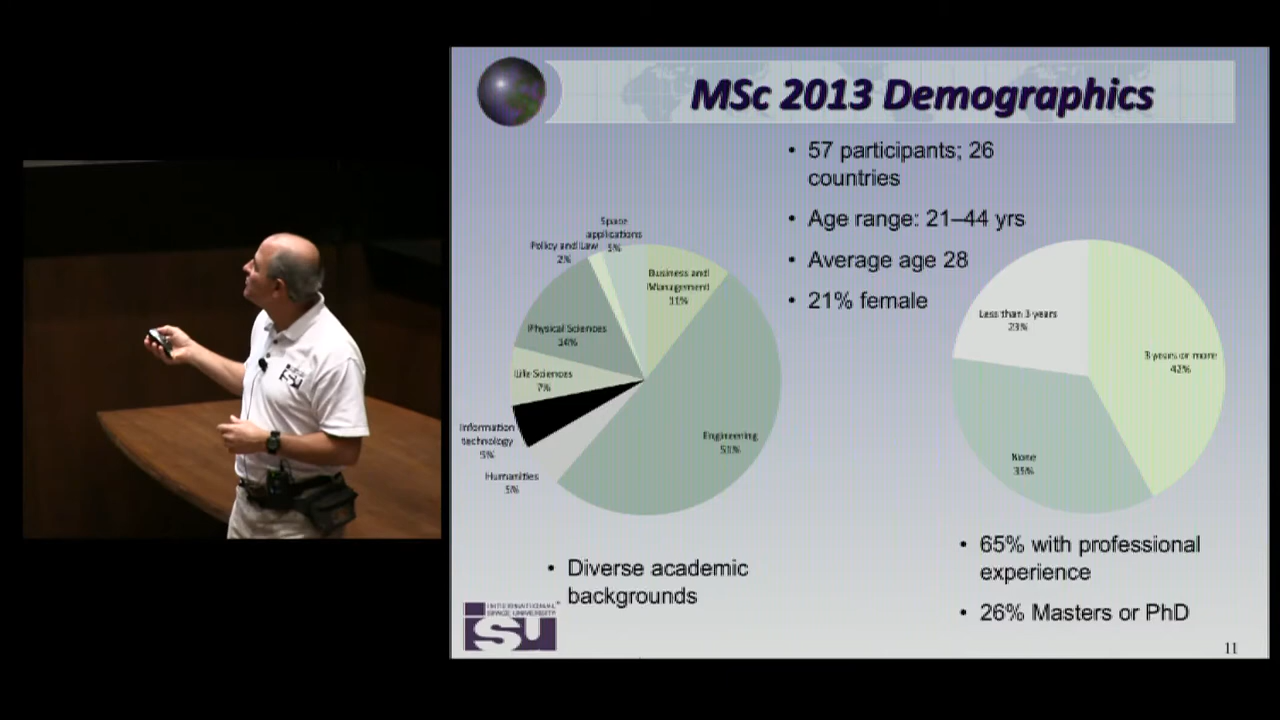 MSc 2013 Demographics
• 57 participants; 26
countries
• Age range: 21–44 yrs
• Average age 28
• 21% female
Space
applications
5%
Policy and Law
2%
Business and
Management
11%
Physical Sciences
14%
Life Sciences
7%
Information
technology
5%
Humanities
5%
Engineering
51%
Less than 3 years
23%
3 years or more
42%
None
35%
• Diverse academic
backgrounds
• 65% with professional
experience
• 26% Masters or PhD
INTERNATIONAL
SPACE UNIVERSITY
iSU
11
ISU